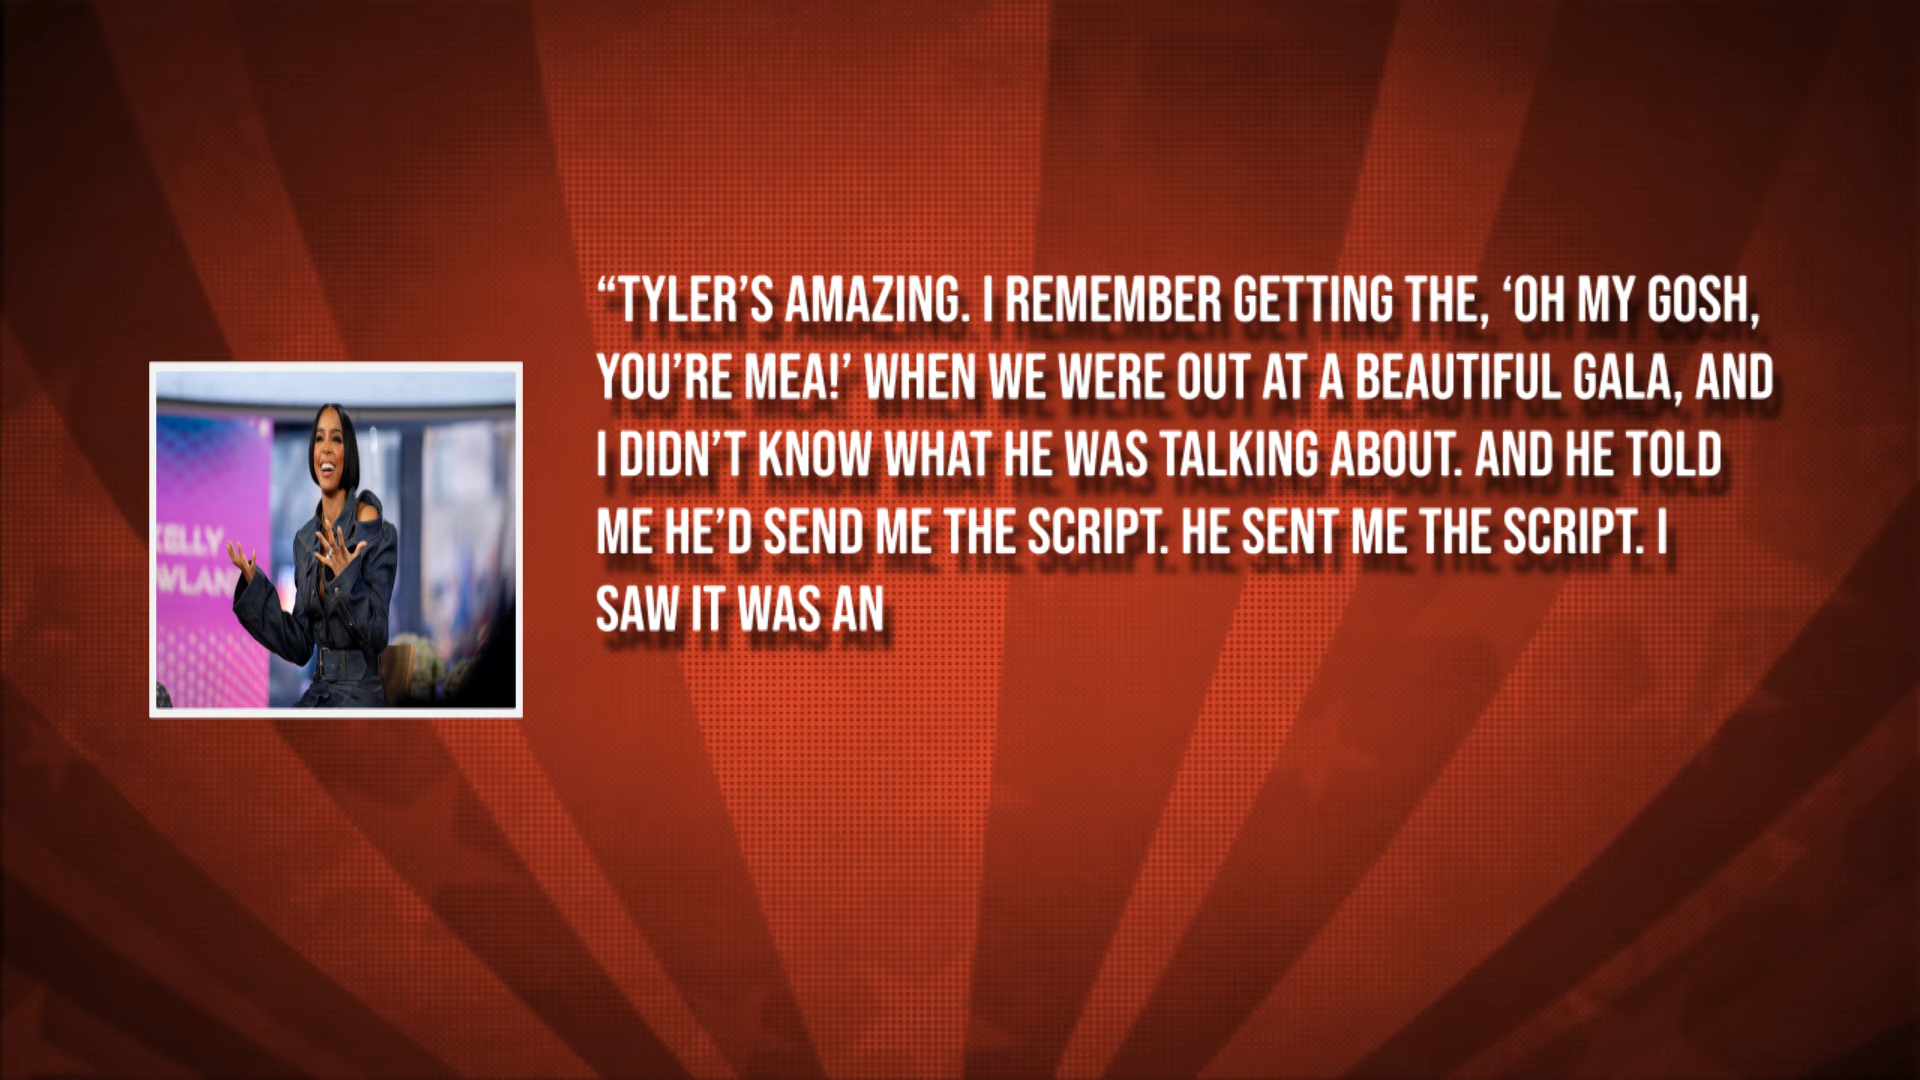 KELLY
WLAN
“TYLER’S AMAZING. I REMEMBER GETTING THE, ‘OH MY GOSH,
YOU’RE MEA!’ WHEN WE WERE OUT AT A BEAUTIFUL GALA, AND
I DIDN’T KNOW WHAT HE WAS TALKING ABOUT. AND HE TOLD
ME HE’D SEND ME THE SCRIPT. HE SENT ME THE SCRIPT. I
SAW IT WAS AN